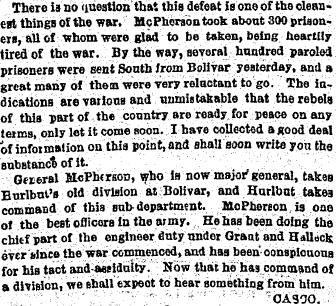 There is no question that this defeat is one of the clean-
est things of the war. McPherson took about 300 prison-
ers, all of whom were glad to be taken, being heartily
tired of the war. By the way, several hundred paroled
prisoners were sent South from Bolivar yesterday, and a
great many of them were very reluctant to go. The in-
dications are various and unmistakable that the rebels
of this part of the country are ready for peace on any
terms, only let it come soon. I have collected a good deal
of information on this point, and shall soon write you the
substance of it.
General McPherson, who is now major general, takes
Hurlbut's old division at Bolivar, and Hurlbut takes
command of this sub-department. McPherson is one
of the best officers in the army. He has been doing the
chief part of the engineer duty under Grant and Halleck
over since the war commenced, and has been conspicuous
for his tact and assiduity. Now that he has command of
a division, we shall expect to hear something from him.
CASCO.